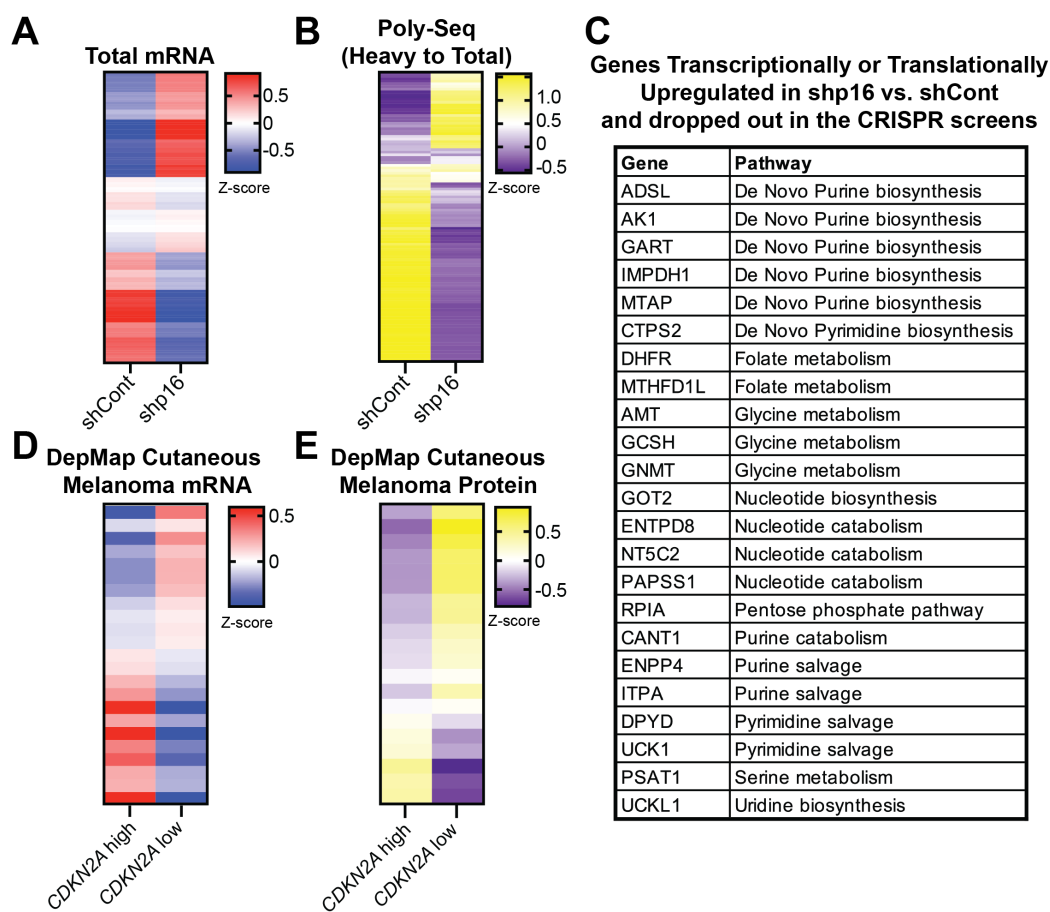 A
Total mRNA
0.5
0
-0.5
Z-score
shCont
shp16
B
Poly-Seq
(Heavy to Total)
1.0
0.5
0
-0.5
Z-score
shCont
shp16
C
Genes Transcriptionally or Translationally
Upregulated in shp16 vs. shCont
and dropped out in the CRISPR screens
Gene Pathway
ADSL De Novo Purine biosynthesis
AK1 De Novo Purine biosynthesis
GART De Novo Purine biosynthesis
IMPDH1 De Novo Purine biosynthesis
MTAP De Novo Purine biosynthesis
CTPS2 De Novo Pyrimidine biosynthesis
DHFR Folate metabolism
MTHFD1L Folate metabolism
AMT Glycine metabolism
GCSH Glycine metabolism
GNMT Glycine metabolism
GOT2 Nucleotide biosynthesis
ENTPD8 Nucleotide catabolism
NT5C2 Nucleotide catabolism
PAPSS1 Nucleotide catabolism
RPIA Pentose phosphate pathway
CANT1 Purine catabolism
ENPP4 Purine salvage
ITPA Purine salvage
DPYD Pyrimidine salvage
UCK1 Pyrimidine salvage
PSAT1 Serine metabolism
UCKL1 Uridine biosynthesis
D
DepMap Cutaneous
Melanoma mRNA
0.5
0
Z-score
CDKN2A high
CDKN2A low
E
DepMap Cutaneous
Melanoma Protein
0.5
0
-0.5
Z-score
CDKN2A high
CDKN2A low